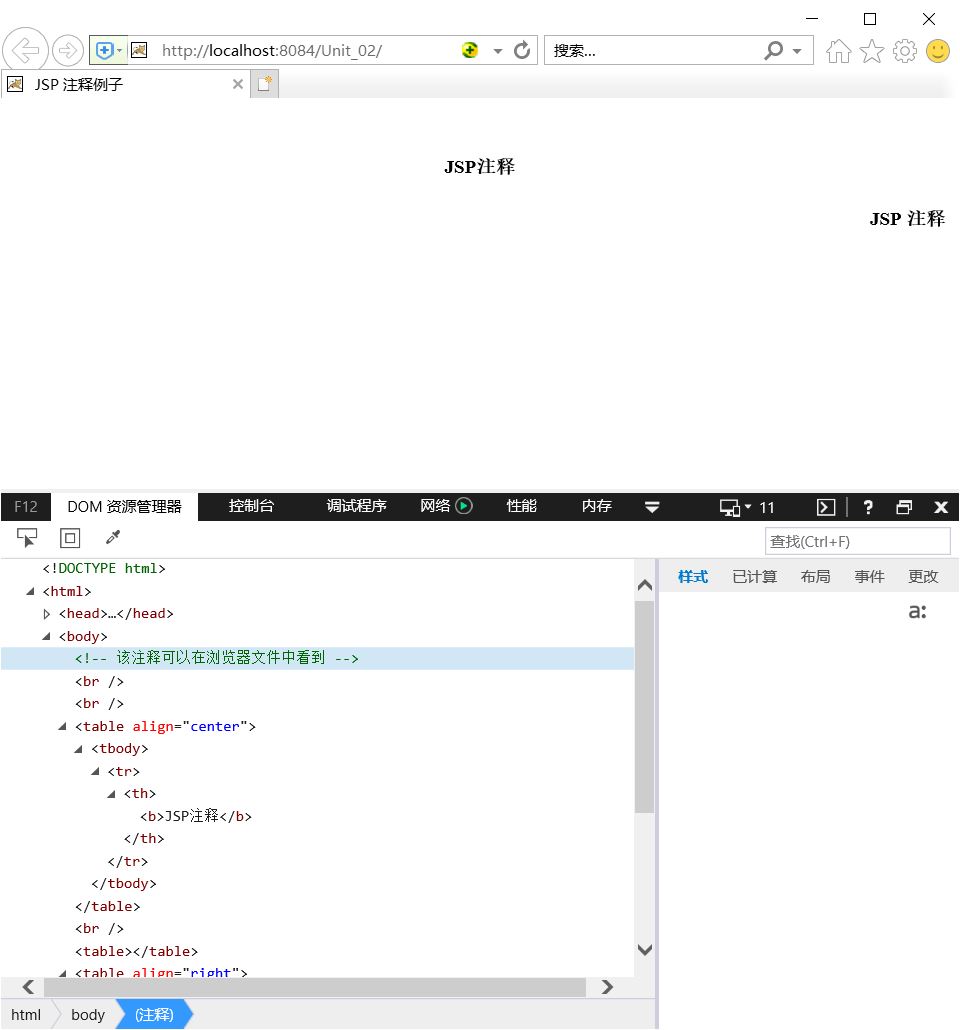 http://localhost:8084/Unit_02/
搜索...
JSP 注释例子
JSP注释
JSP 注释
F12 DOM 资源管理器 控制台 调试程序 网络 性能 内存 11 ?
查找(Ctrl+F)
样式 已计算 布局 事件 更改
a:
<!DOCTYPE html>
<html>
<head>…</head>
<body>
<!-- 该注释可以在浏览器文件中看到 -->
<br />
<br />
<table align="center">
<tbody>
<tr>
<th>
<b>JSP注释</b>
</th>
</tr>
</tbody>
</table>
<br />
<table></table>
<table align="right">
html body (注释)